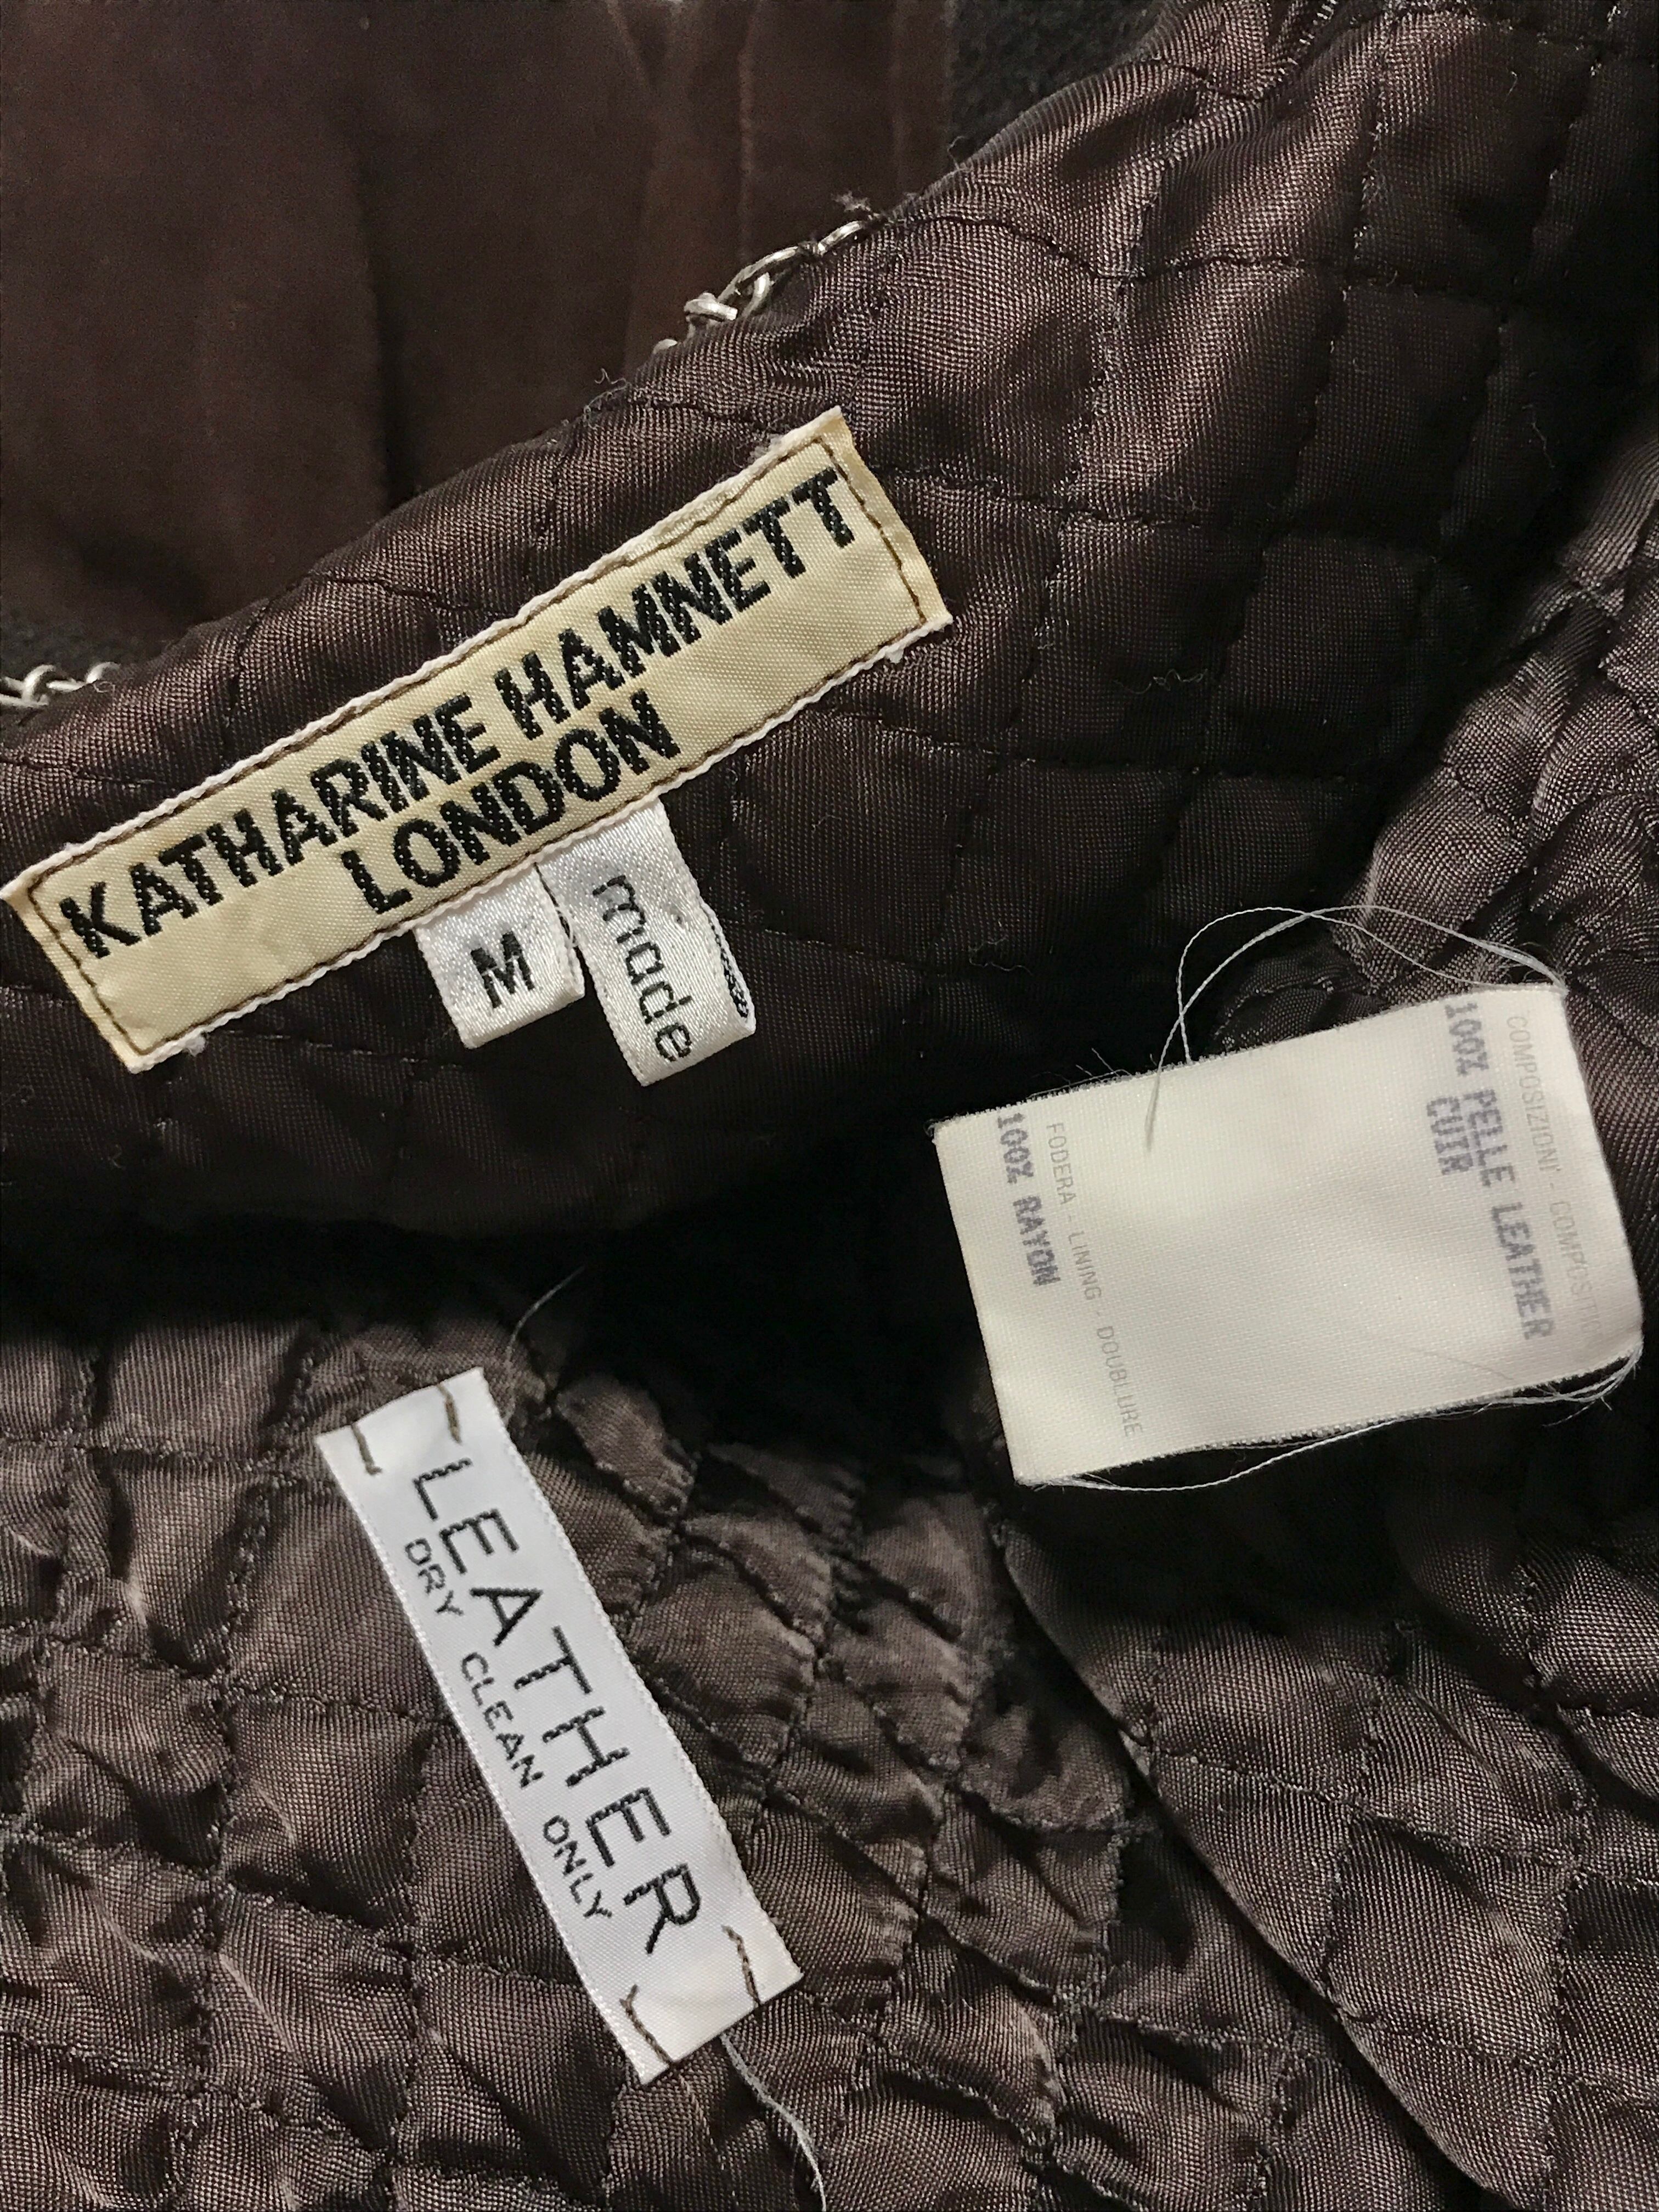 KATHARINE HAMNETT
LONDON
M
made
COMPOSIZIONI - COMPOSITION
100% PELLE LEATHER
CUIR
FODERA - LINING - DOUBLURE
100% RAYON
LEATHER
DRY CLEAN ONLY